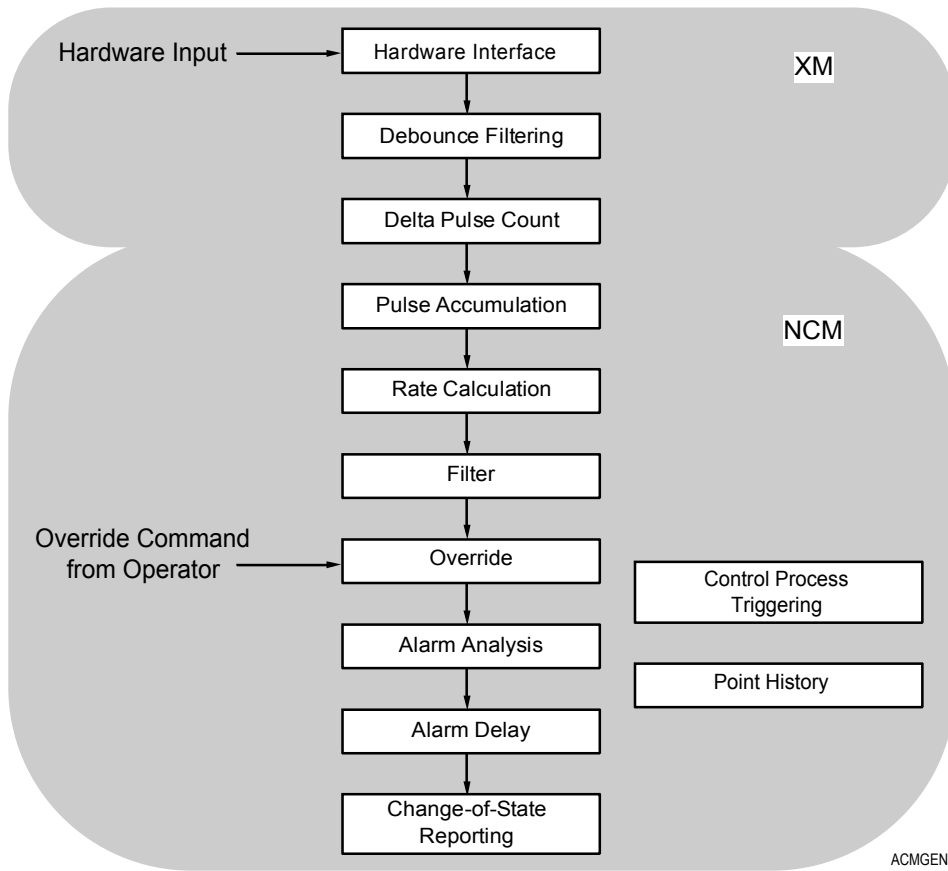 Hardware Input
Hardware Interface
XM
Debounce Filtering
Delta Pulse Count
Pulse Accumulation
NCM
Rate Calculation
Filter
Override Command
from Operator
Override
Control Process
Triggering
Alarm Analysis
Point History
Alarm Delay
Change-of-State
Reporting
ACMGEN